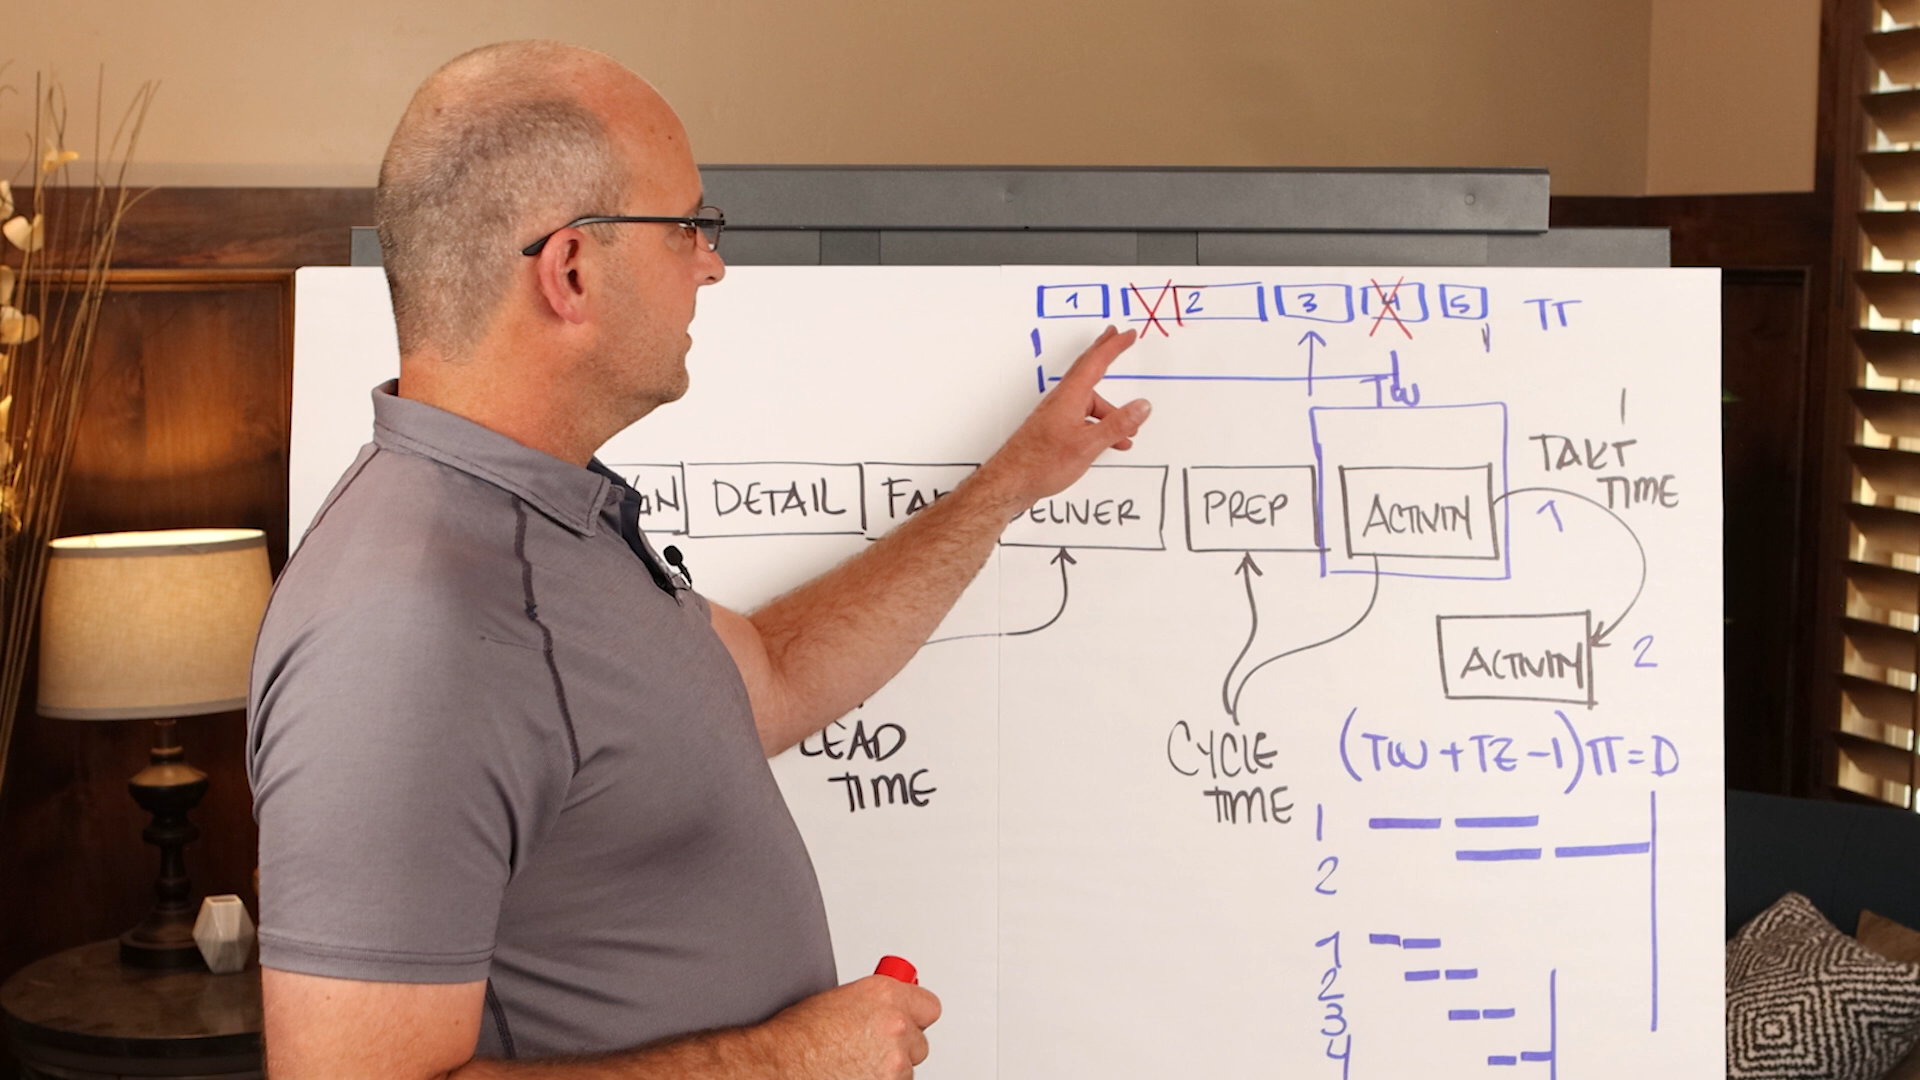 1 2 3 4 5 TT
TW
TAKT
TIME
DETAIL
DELIVER
PREP
ACTIVITY
1
ACTIVITY
2
LEAD
TIME
CYCLE
TIME
(TW + TZ - 1) TT = D
1
2
1
2
3
4